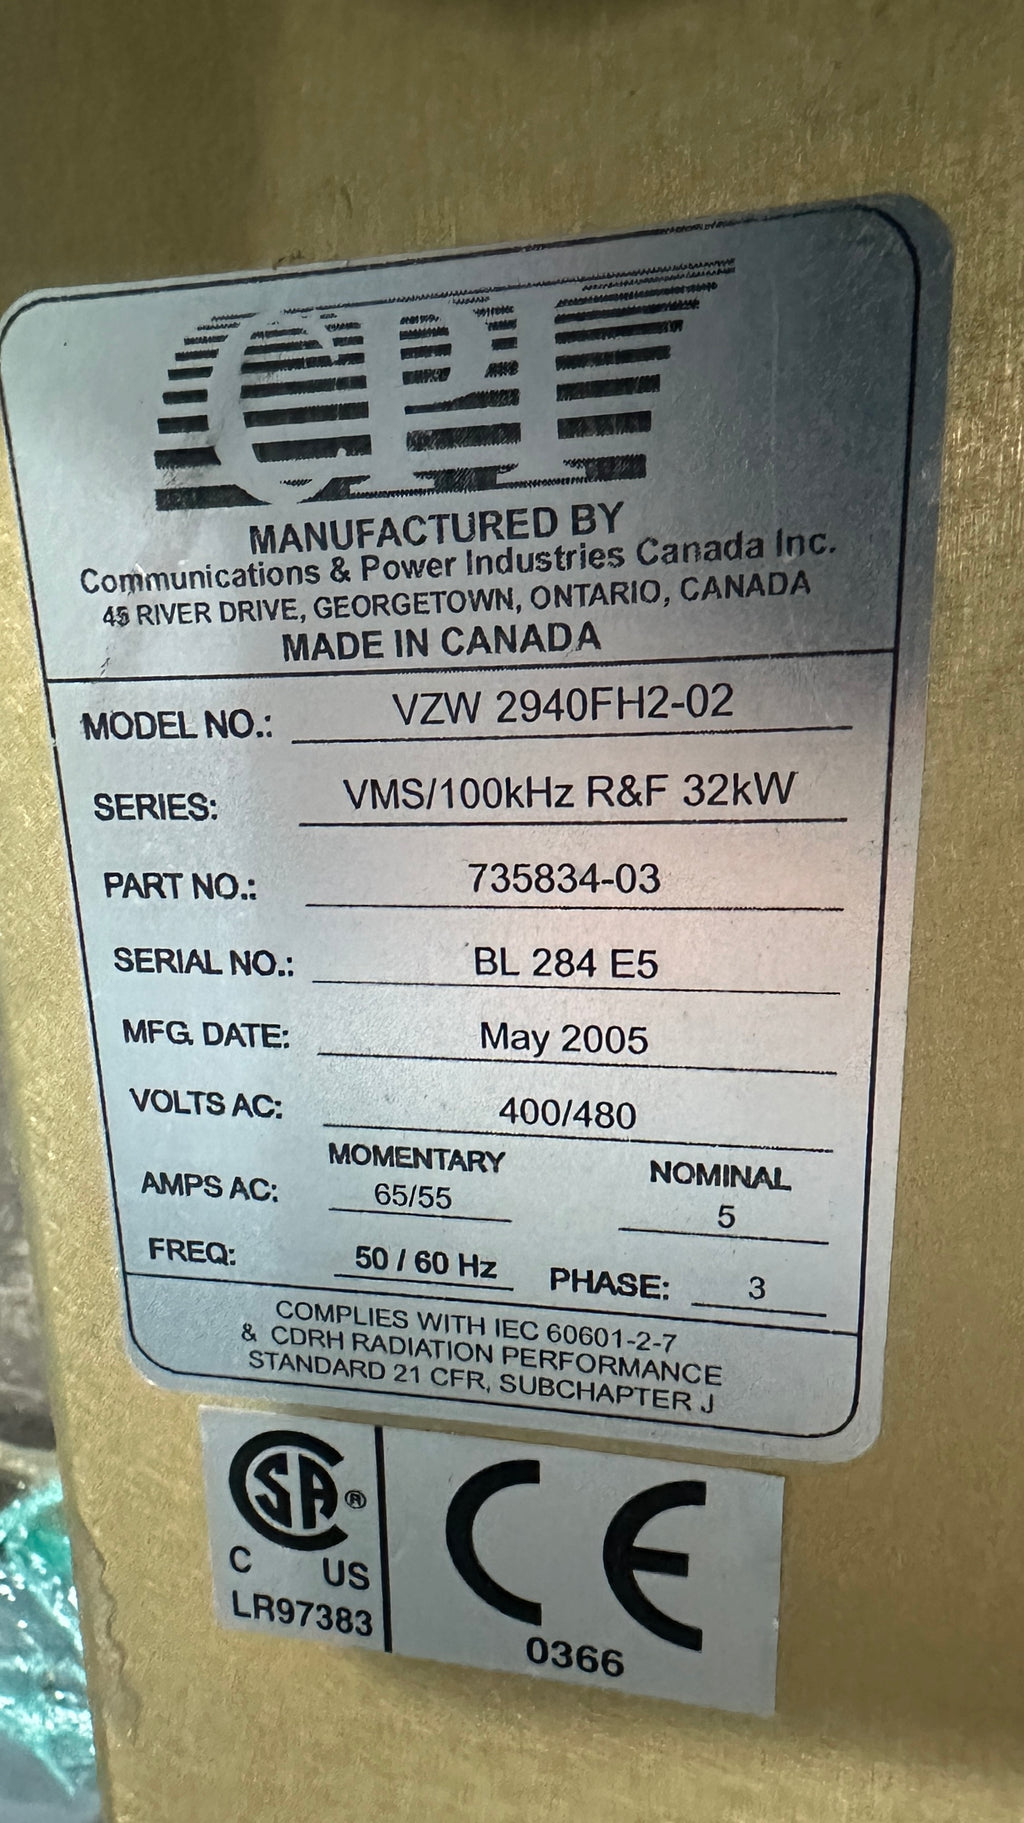 CPI
MANUFACTURED BY
Communications & Power Industries Canada Inc.
45 RIVER DRIVE, GEORGETOWN, ONTARIO, CANADA
MADE IN CANADA
MODEL NO.: VZW 2940FH2-02
SERIES: VMS/100kHz R&F 32kW
PART NO.: 735834-03
SERIAL NO.: BL 284 E5
MFG. DATE: May 2005
VOLTS AC: 400/480
MOMENTARY NOMINAL
AMPS AC: 65/55 5
FREQ: 50 / 60 Hz PHASE: 3
COMPLIES WITH IEC 60601-2-7
& CDRH RADIATION PERFORMANCE
STANDARD 21 CFR, SUBCHAPTER J
CSA ® CE
C US
LR97383
0366